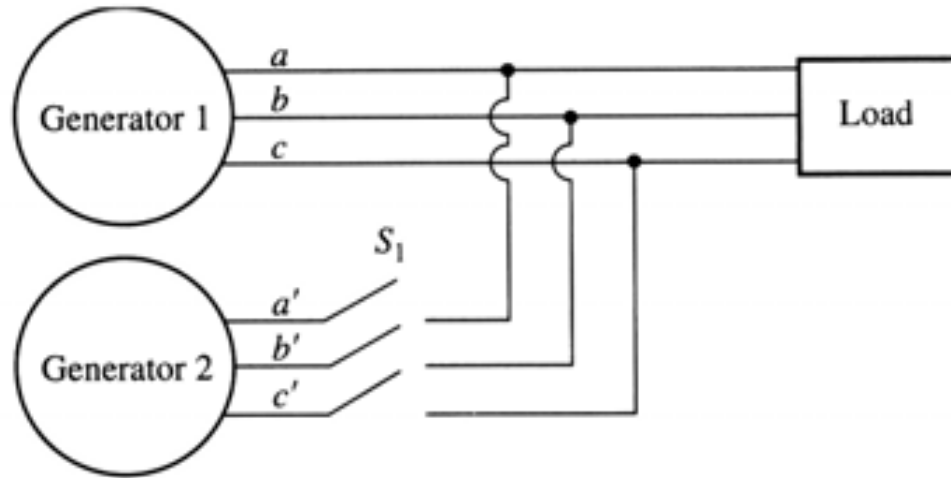 a
b
Generator 1
Load
c
S₁
a′
b′
Generator 2
c′